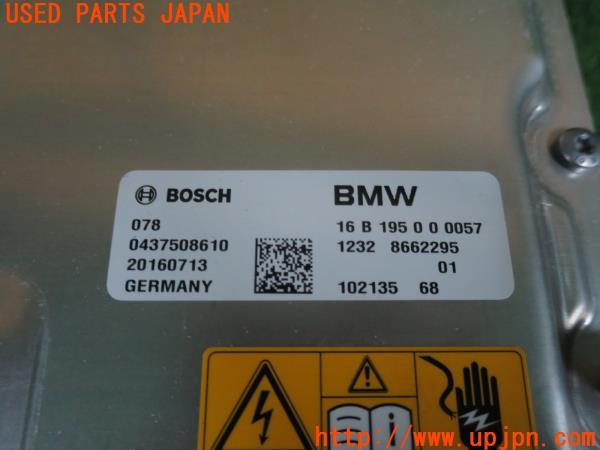 USED PARTS JAPAN
BOSCH
BMW
078
16 B 195 0 0 0057
0437508610
1232 8662295
20160713
01
GERMANY
102135 68
http://www.upjpn.com/